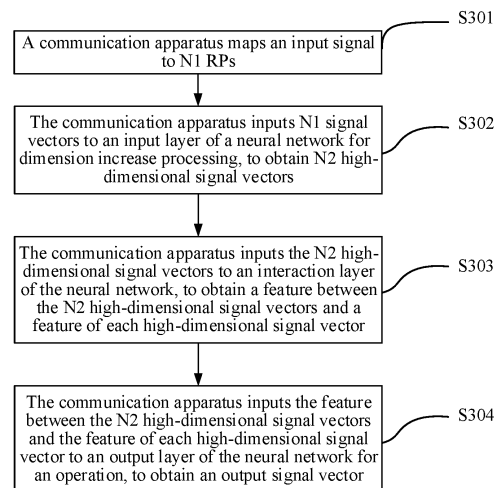 S301
A communication apparatus maps an input signal
to N1 RPs
S302
The communication apparatus inputs N1 signal
vectors to an input layer of a neural network for
dimension increase processing, to obtain N2 high-
dimensional signal vectors
S303
The communication apparatus inputs the N2 high-
dimensional signal vectors to an interaction layer
of the neural network, to obtain a feature between
the N2 high-dimensional signal vectors and a
feature of each high-dimensional signal vector
S304
The communication apparatus inputs the feature
between the N2 high-dimensional signal vectors
and the feature of each high-dimensional signal
vector to an output layer of the neural network for
an operation, to obtain an output signal vector